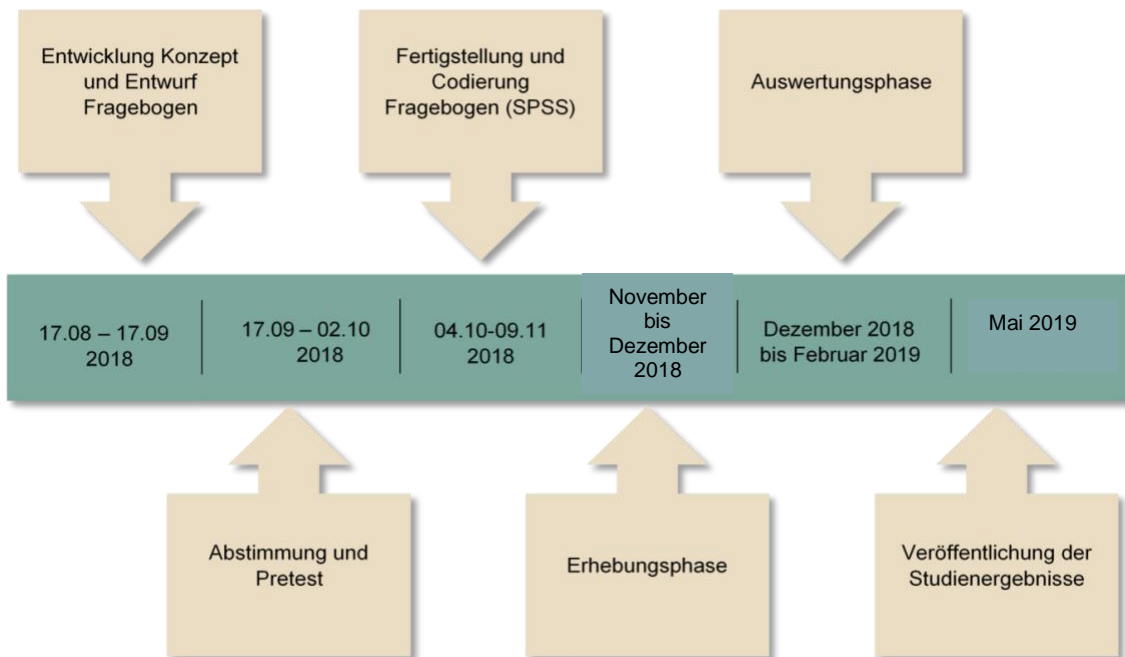 Entwicklung Konzept
und Entwurf
Fragebogen
Fertigstellung und
Codierung
Fragebogen (SPSS)
Auswertungsphase
17.08 – 17.09
2018
17.09 – 02.10
2018
04.10-09.11
2018
November
bis
Dezember
2018
Dezember 2018
bis Februar 2019
Mai 2019
Abstimmung und
Pretest
Erhebungsphase
Veröffentlichung der
Studienergebnisse